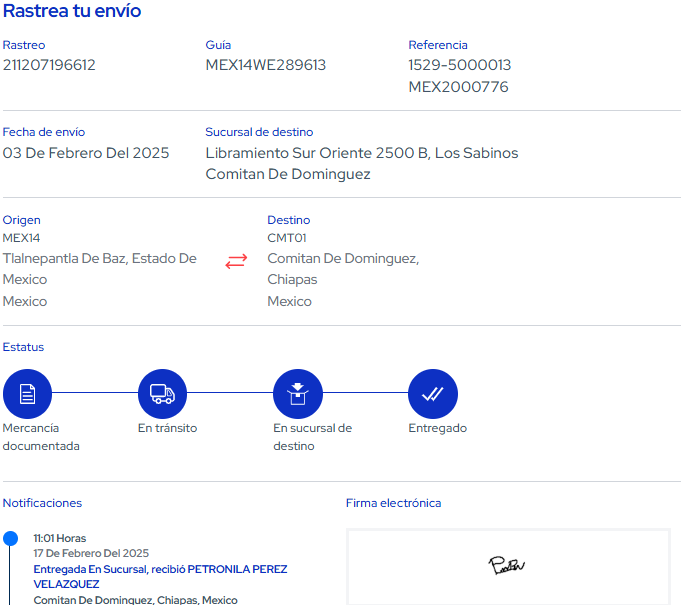 Rastrea tu envío
Rastreo
211207196612
Guía
MEX14WE289613
Referencia
1529-5000013
MEX2000776
Fecha de envío
03 De Febrero Del 2025
Sucursal de destino
Libramiento Sur Oriente 2500 B, Los Sabinos
Comitan De Dominguez
Origen
MEX14
Tlalnepantla De Baz, Estado De
Mexico
Mexico
Destino
CMT01
Comitan De Dominguez,
Chiapas
Mexico
Estatus
Mercancía
documentada
En tránsito
En sucursal de
destino
Entregado
Notificaciones
11:01 Horas
17 De Febrero Del 2025
Entregada En Sucursal, recibió PETRONILA PEREZ
VELAZQUEZ
Comitan De Dominguez, Chiapas, Mexico
Firma electrónica